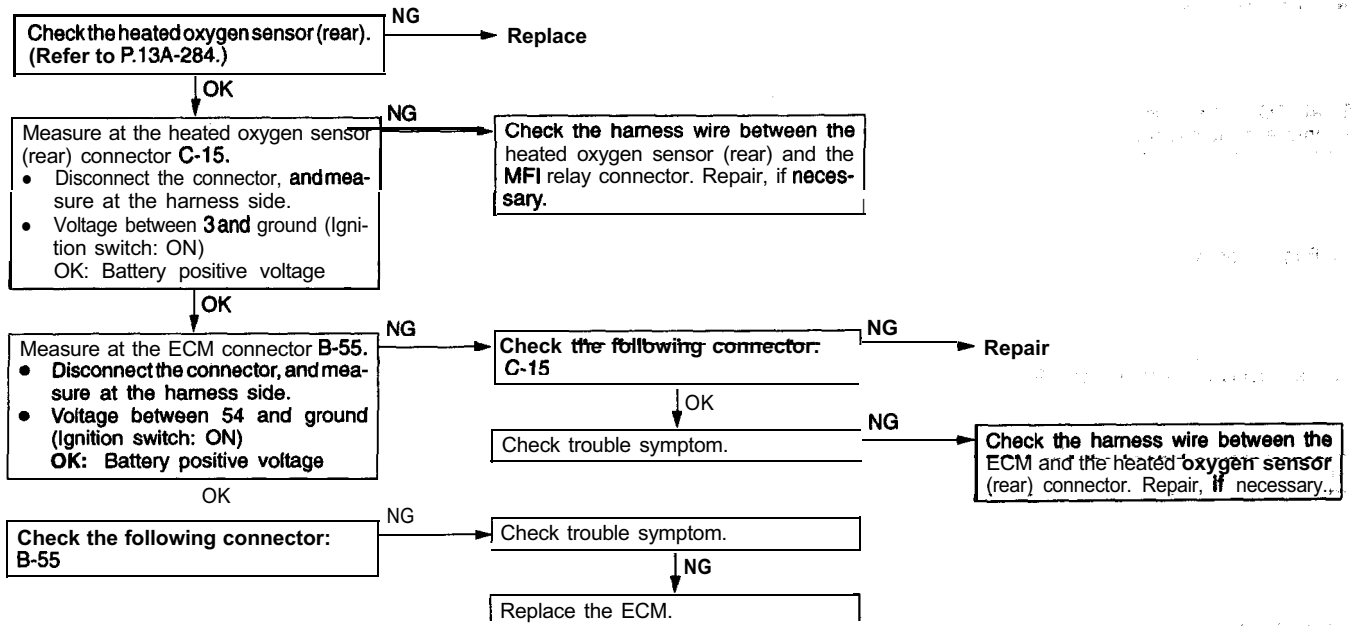 NG
Check the heated oxygen sensor (rear).
(Refer to P.13A-284.)
Replace
OK
NG
Measure at the heated oxygen sensor
(rear) connector C-15.
● Disconnect the connector, and mea-
sure at the harness side.
● Voltage between 3 and ground (Igni-
tion switch: ON)
OK: Battery positive voltage
Check the harness wire between the
heated oxygen sensor (rear) and the
MFI relay connector. Repair, if neces-
sary.
OK
NG
Measure at the ECM connector B-55.
● Disconnect the connector, and mea-
sure at the harness side.
● Voltage between 54 and ground
(Ignition switch: ON)
OK: Battery positive voltage
Check the following connector:
C-15
NG
Repair
OK
Check trouble symptom.
NG
Check the harness wire between the
ECM and the heated oxygen sensor
(rear) connector. Repair, if necessary.
OK
NG
Check the following connector:
B-55
Check trouble symptom.
NG
Replace the ECM.